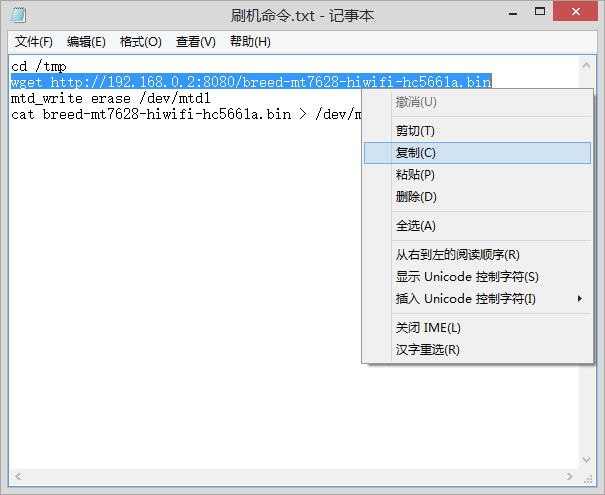 刷机命令.txt - 记事本
文件(F) 编辑(E) 格式(O) 查看(V) 帮助(H)
cd /tmp
wget http://192.168.0.2:8080/breed-mt7628-hiwifi-hc5661a.bin
mtd_write erase /dev/mtd1
cat breed-mt7628-hiwifi-hc5661a.bin > /dev/m
撤消(U)
剪切(T)
复制(C)
粘贴(P)
删除(D)
全选(A)
从右到左的阅读顺序(R)
显示 Unicode 控制字符(S)
插入 Unicode 控制字符(I)
关闭 IME(L)
汉字重选(R)